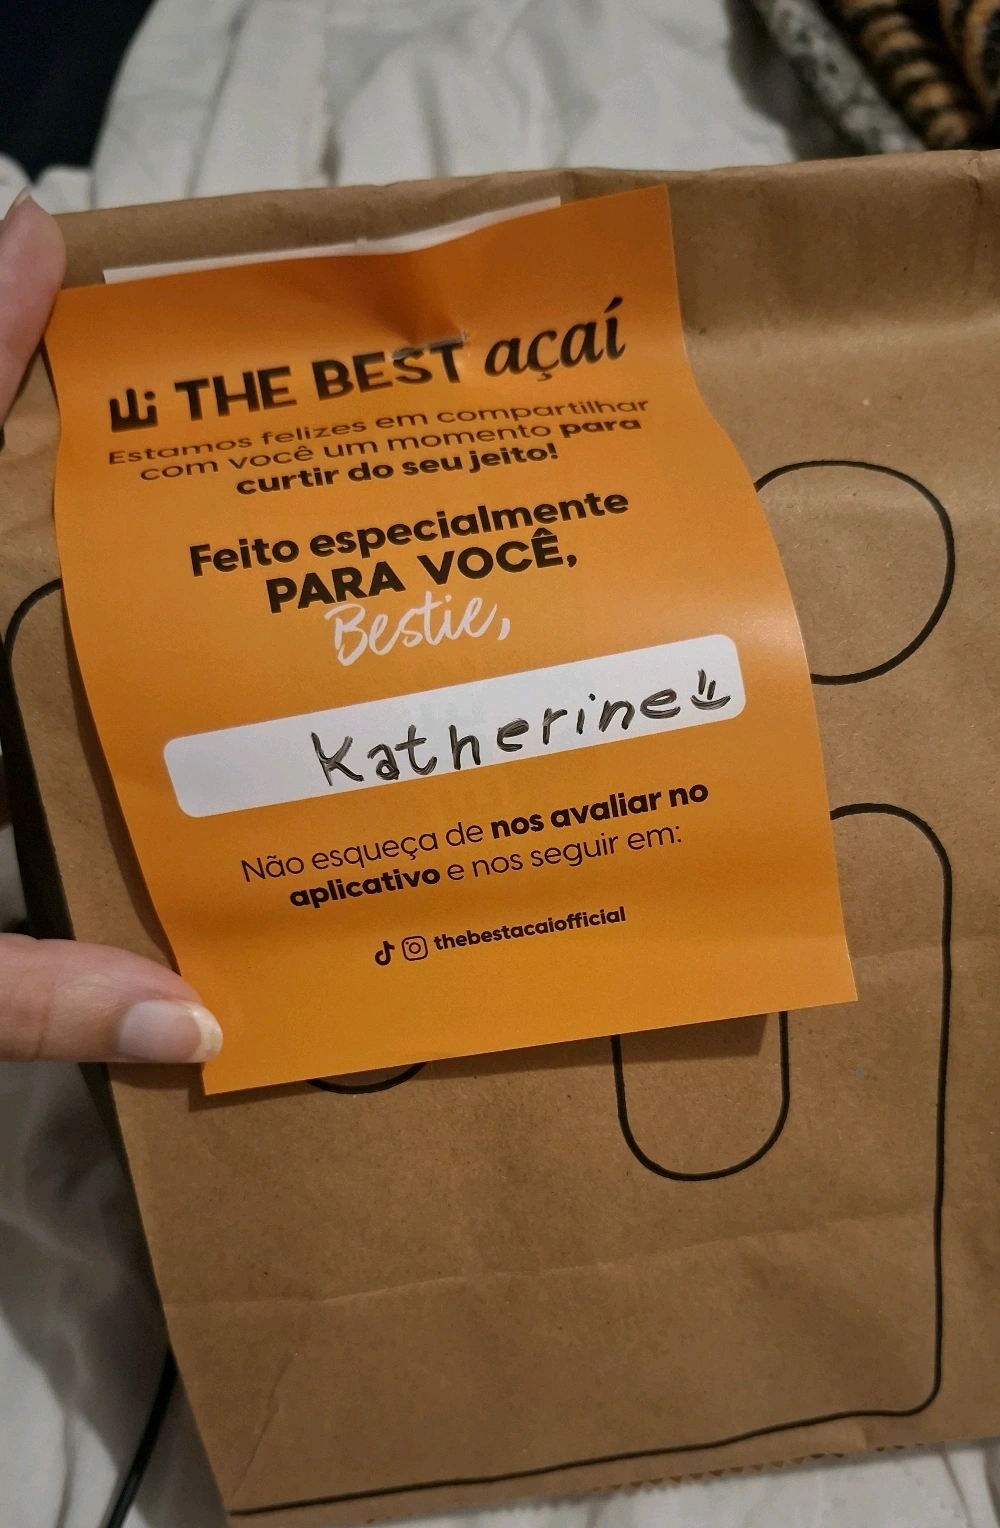 THE BEST açaí
Estamos felizes em compartilhar
com você um momento para
curtir do seu jeito!
Feito especialmente
PARA VOCÊ,
Bestie,
Katherine
Não esqueça de nos avaliar no
aplicativo e nos seguir em:
thebestacaiofficial